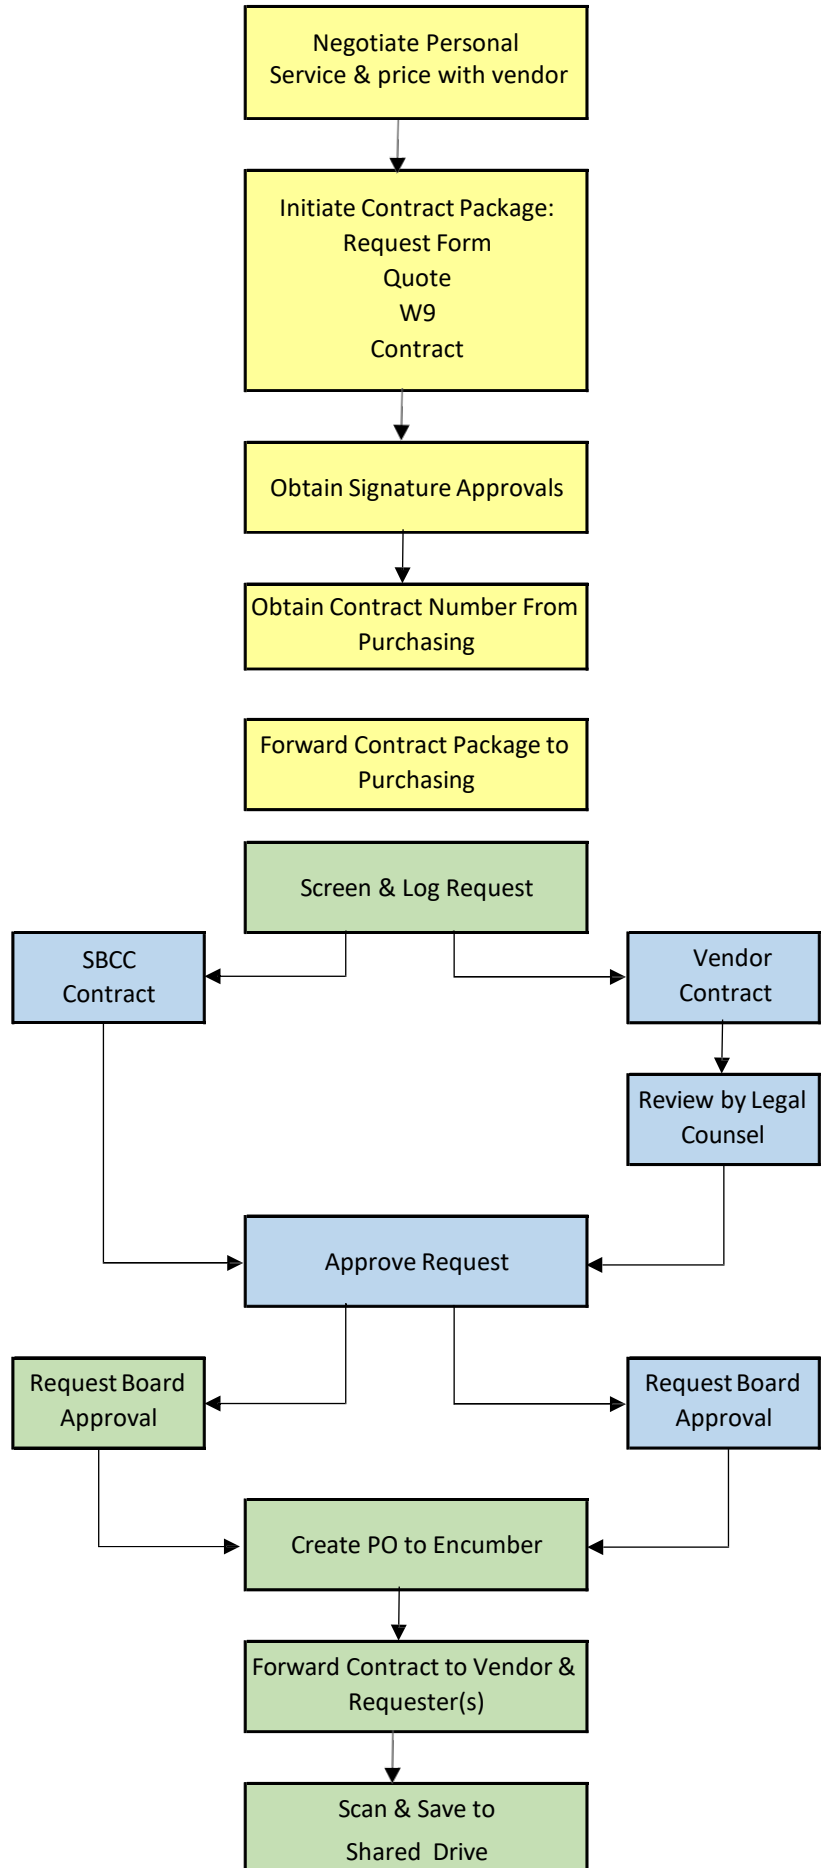 Negotiate Personal
Service & price with vendor
Initiate Contract Package:
Request Form
Quote
W9
Contract
Obtain Signature Approvals
Obtain Contract Number From
Purchasing
Forward Contract Package to
Purchasing
Screen & Log Request
SBCC
Contract
Vendor
Contract
Review by Legal
Counsel
Approve Request
Request Board
Approval
Request Board
Approval
Create PO to Encumber
Forward Contract to Vendor &
Requester(s)
Scan & Save to
Shared Drive